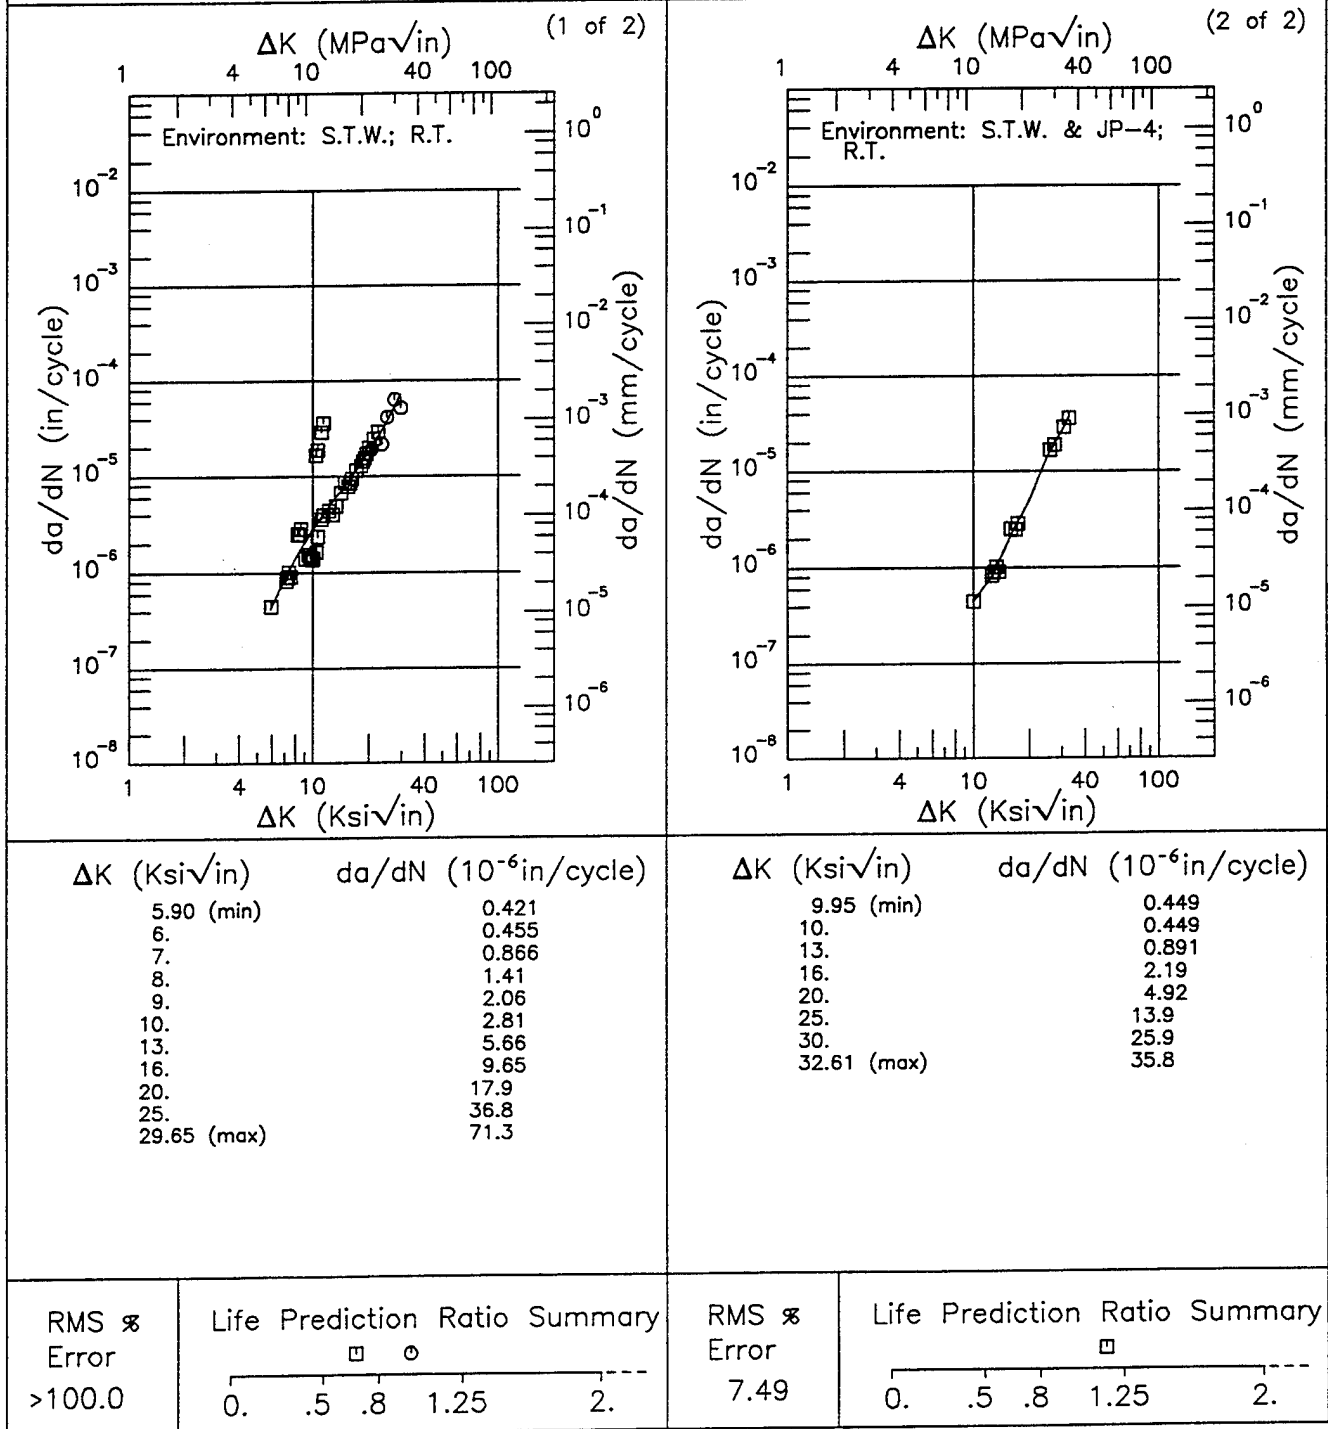 (1 of 2)
ΔK (MPa√in)
1 4 10 40 100
Environment: S.T.W.; R.T.
10^0
10^-2
10^-1
10^-3
10^-2
10^-4
10^-3
10^-5
10^-4
10^-6
10^-5
10^-7
10^-6
10^-8
da/dN (in/cycle)
da/dN (mm/cycle)
1 4 10 40 100
ΔK (Ksi√in)
ΔK (Ksi√in) da/dN (10^-6in/cycle)
5.90 (min) 0.421
6. 0.455
7. 0.866
8. 1.41
9. 2.06
10. 2.81
13. 5.66
16. 9.65
20. 17.9
25. 36.8
29.65 (max) 71.3
RMS %
Error
>100.0
Life Prediction Ratio Summary
0. .5 .8 1.25 2.
(2 of 2)
ΔK (MPa√in)
1 4 10 40 100
Environment: S.T.W. & JP-4;
R.T.
10^0
10^-2
10^-1
10^-3
10^-2
10^-4
10^-3
10^-5
10^-4
10^-6
10^-5
10^-7
10^-6
10^-8
da/dN (in/cycle)
da/dN (mm/cycle)
1 4 10 40 100
ΔK (Ksi√in)
ΔK (Ksi√in) da/dN (10^-6in/cycle)
9.95 (min) 0.449
10. 0.449
13. 0.891
16. 2.19
20. 4.92
25. 13.9
30. 25.9
32.61 (max) 35.8
RMS %
Error
7.49
Life Prediction Ratio Summary
0. .5 .8 1.25 2.